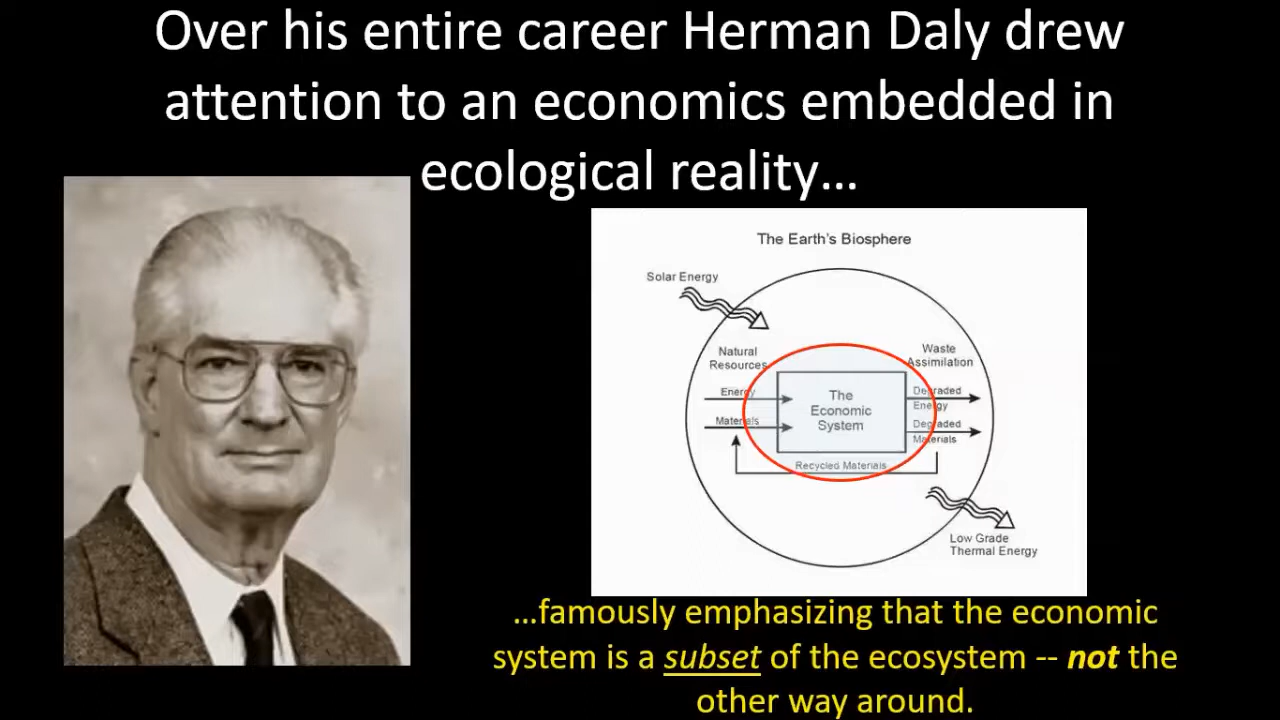 Over his entire career Herman Daly drew
attention to an economics embedded in
ecological reality…
The Earth's Biosphere
Solar Energy
Natural
Resources
Waste
Assimilation
Energy
Materials
The
Economic
System
Degraded
Energy
Degraded
Materials
Recycled Materials
Low Grade
Thermal Energy
…famously emphasizing that the economic
system is a subset of the ecosystem -- not the
other way around.